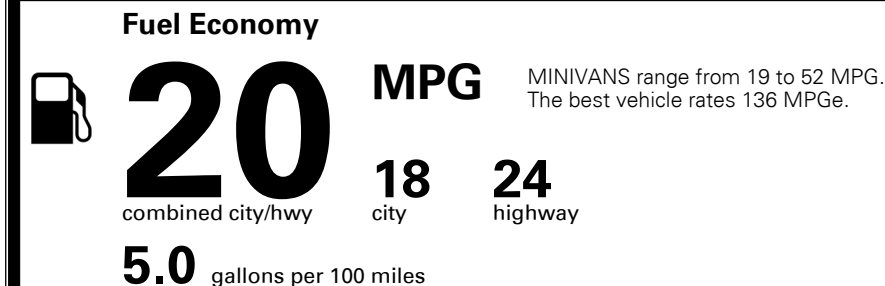 Fuel Economy
20 MPG
MINIVANS range from 19 to 52 MPG.
The best vehicle rates 136 MPGe.
18 24
combined city/hwy city highway
5.0 gallons per 100 miles